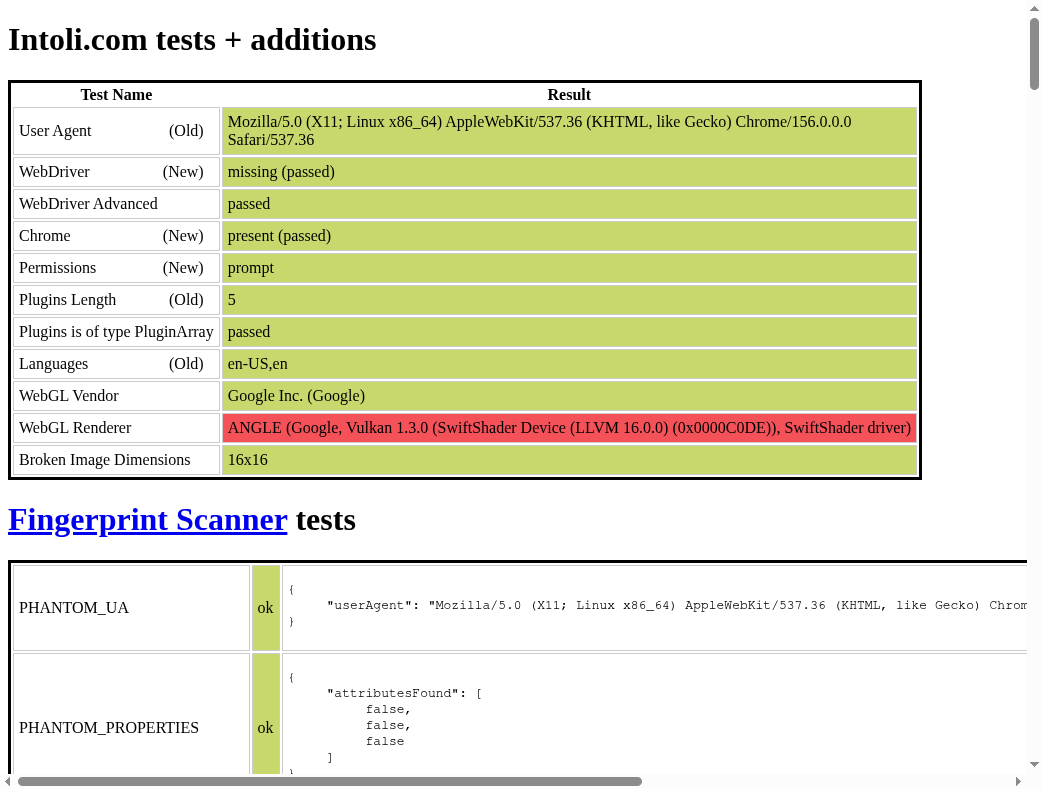 Intoli.com tests + additions
Test Name Result
User Agent (Old) Mozilla/5.0 (X11; Linux x86_64) AppleWebKit/537.36 (KHTML, like Gecko) Chrome/156.0.0.0
Safari/537.36
WebDriver (New) missing (passed)
WebDriver Advanced passed
Chrome (New) present (passed)
Permissions (New) prompt
Plugins Length (Old) 5
Plugins is of type PluginArray passed
Languages (Old) en-US,en
WebGL Vendor Google Inc. (Google)
WebGL Renderer ANGLE (Google, Vulkan 1.3.0 (SwiftShader Device (LLVM 16.0.0) (0x0000C0DE)), SwiftShader driver)
Broken Image Dimensions 16x16
Fingerprint Scanner tests
{
PHANTOM_UA ok "userAgent": "Mozilla/5.0 (X11; Linux x86_64) AppleWebKit/537.36 (KHTML, like Gecko) Chrom
}
{
"attributesFound": [
false,
PHANTOM_PROPERTIES ok false,
false
]
}